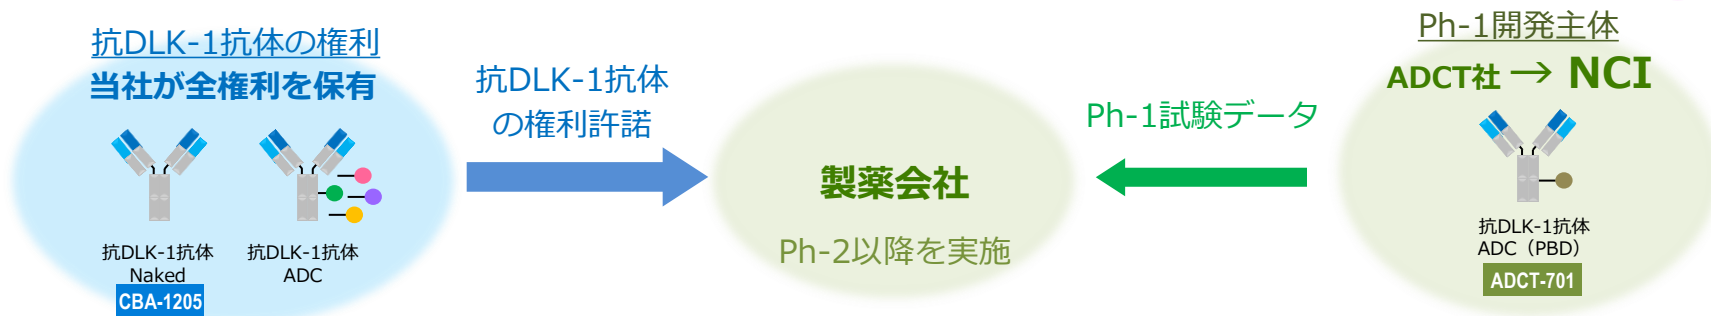 抗DLK-1抗体の権利
当社が全権利を保有
抗DLK-1抗体
Naked
CBA-1205
抗DLK-1抗体
ADC
抗DLK-1抗体
の権利許諾
製薬会社
Ph-2以降を実施
Ph-1試験データ
Ph-1開発主体
ADCT社 → NCI
抗DLK-1抗体
ADC（PBD）
ADCT-701